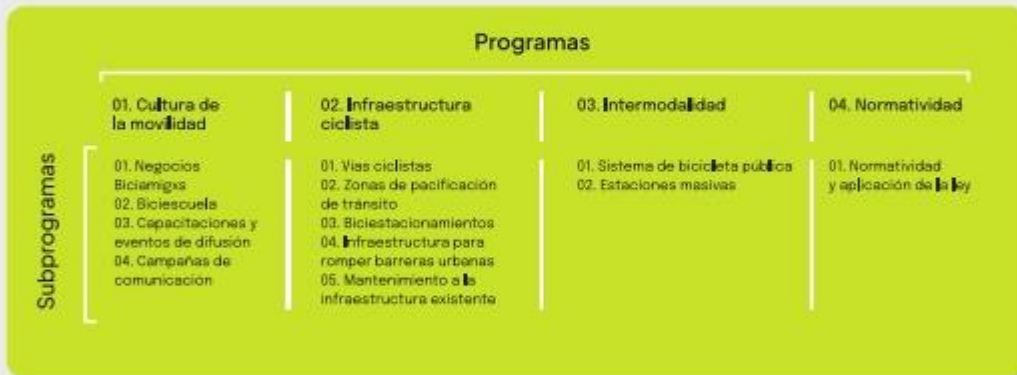 Programas
01. Cultura de
la movilidad
02. Infraestructura
ciclista
03. Intermodalidad
04. Normatividad
Subprogramas
01. Negocios
Biciamigxs
02. Biciescuela
03. Capacitaciones y
eventos de difusión
04. Campañas de
comunicación
01. Vías ciclistas
02. Zonas de pacificación
de tránsito
03. Biciestacionamientos
04. Infraestructura para
romper barreras urbanas
05. Mantenimiento a la
infraestructura existente
01. Sistema de bicicleta pública
02. Estaciones masivas
01. Normatividad
y aplicación de la ley